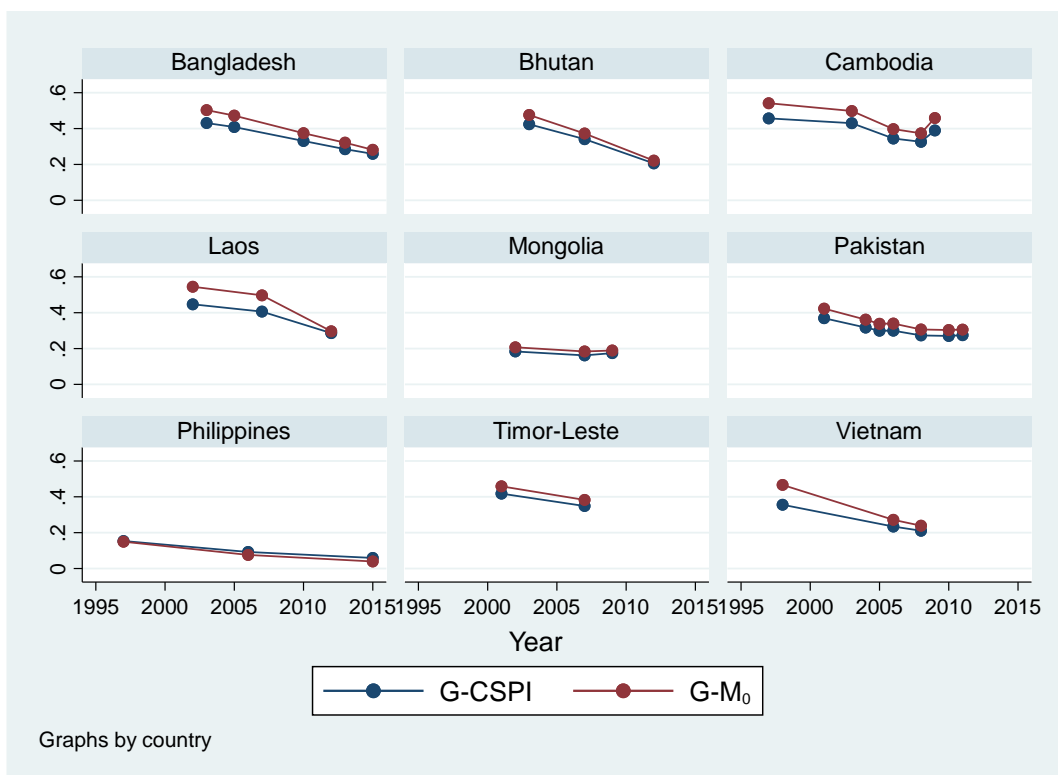 Bangladesh Bhutan Cambodia
.6
.4
.2
0
Laos Mongolia Pakistan
.6
.4
.2
0
Philippines Timor-Leste Vietnam
.6
.4
.2
0
1995 2000 2005 2010 2015 1995 2000 2005 2010 2015 1995 2000 2005 2010 2015
Year
G-CSPI G-M₀
Graphs by country